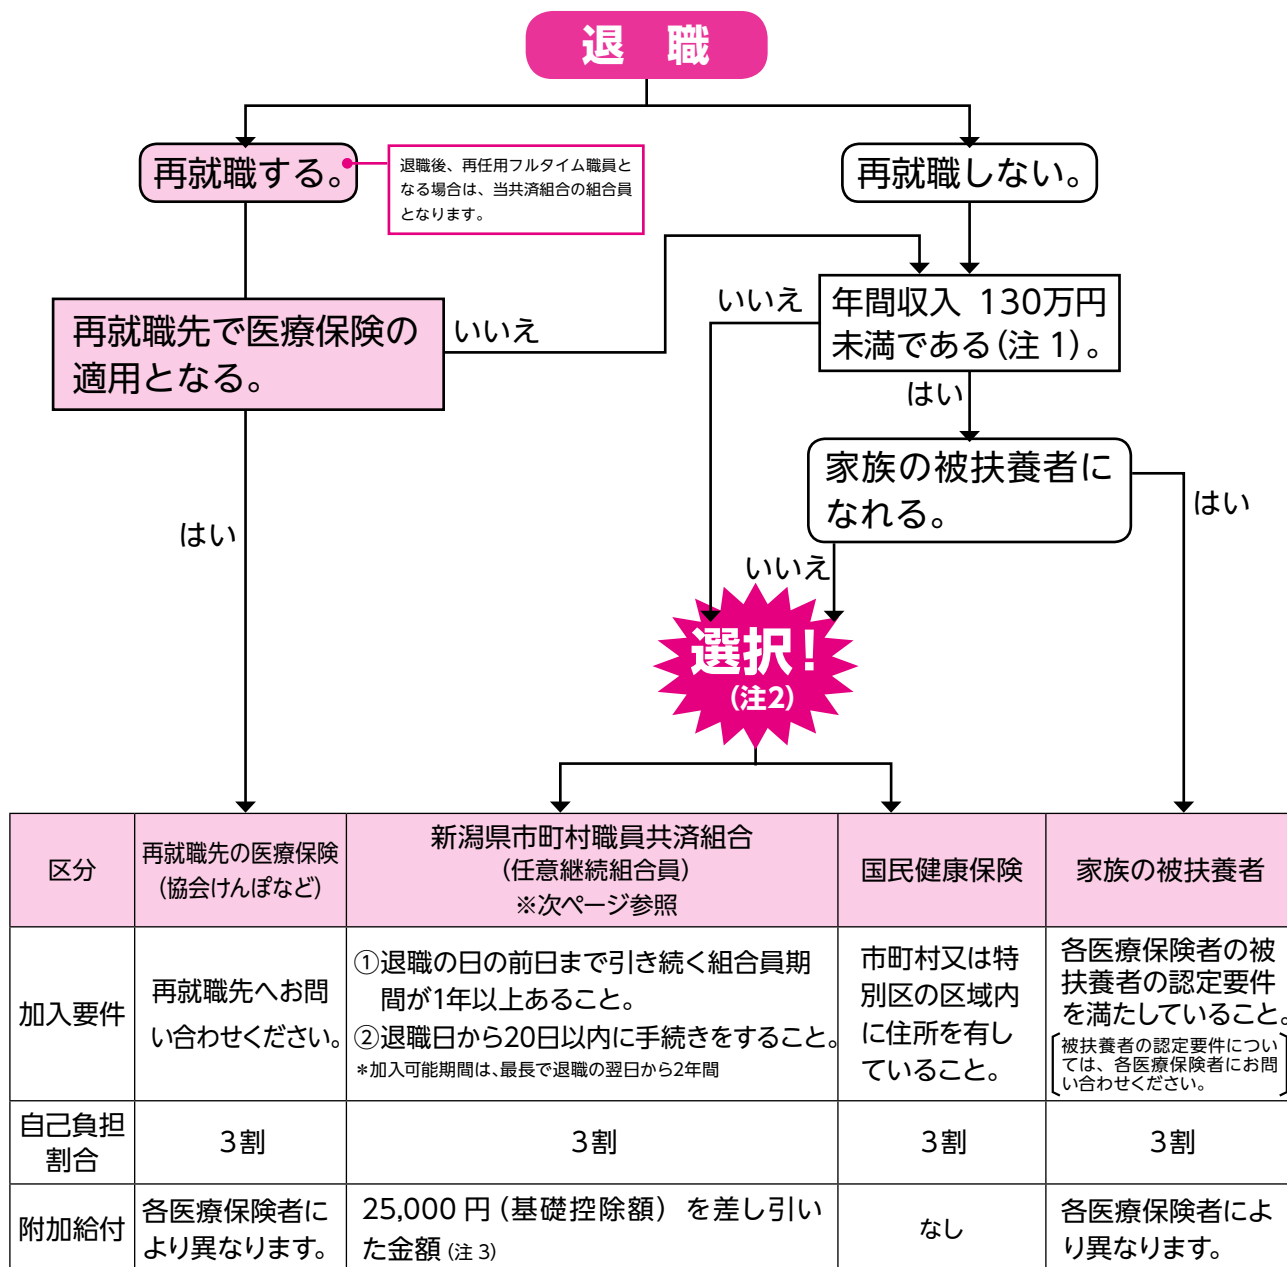 退　職
再就職する。
退職後、再任用フルタイム職員と
なる場合は、当共済組合の組合員
となります。
再就職しない。
再就職先で医療保険の
適用となる。
いいえ
いいえ
年間収入 130万円
未満である(注 1)。
はい
家族の被扶養者に
なれる。
はい
はい
いいえ
選択!
(注2)
区分
再就職先の医療保険
(協会けんぽなど)
新潟県市町村職員共済組合
(任意継続組合員)
※次ページ参照
国民健康保険
家族の被扶養者
加入要件
再就職先へお問
い合わせください。
①退職の日の前日まで引き続く組合員期
間が1年以上あること。
②退職日から20日以内に手続きをすること。
*加入可能期間は、最長で退職の翌日から2年間
市町村又は特
別区の区域内
に住所を有し
ていること。
各医療保険者の被
扶養者の認定要件
を満たしていること。
被扶養者の認定要件につい
ては、各医療保険者にお問
い合わせください。
自己負担
割合
3割
3割
3割
3割
附加給付
各医療保険者に
より異なります。
25,000 円 (基礎控除額) を差し引い
た金額 (注 3)
なし
各医療保険者によ
り異なります。